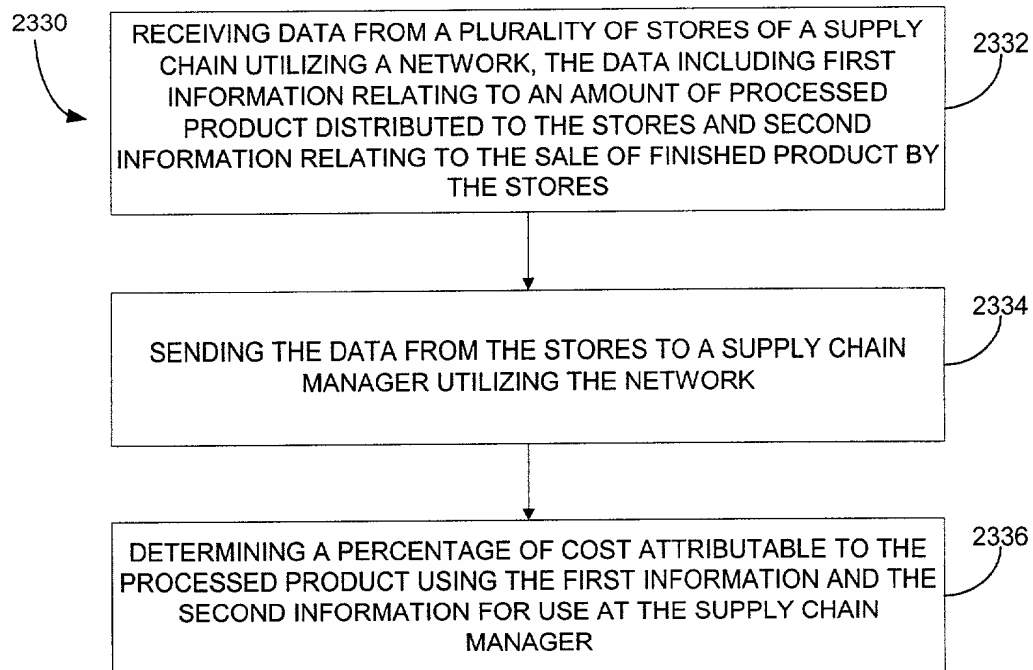 2330
RECEIVING DATA FROM A PLURALITY OF STORES OF A SUPPLY
CHAIN UTILIZING A NETWORK, THE DATA INCLUDING FIRST
INFORMATION RELATING TO AN AMOUNT OF PROCESSED
PRODUCT DISTRIBUTED TO THE STORES AND SECOND
INFORMATION RELATING TO THE SALE OF FINISHED PRODUCT BY
THE STORES
2332
SENDING THE DATA FROM THE STORES TO A SUPPLY CHAIN
MANAGER UTILIZING THE NETWORK
2334
DETERMINING A PERCENTAGE OF COST ATTRIBUTABLE TO THE
PROCESSED PRODUCT USING THE FIRST INFORMATION AND THE
SECOND INFORMATION FOR USE AT THE SUPPLY CHAIN
MANAGER
2336